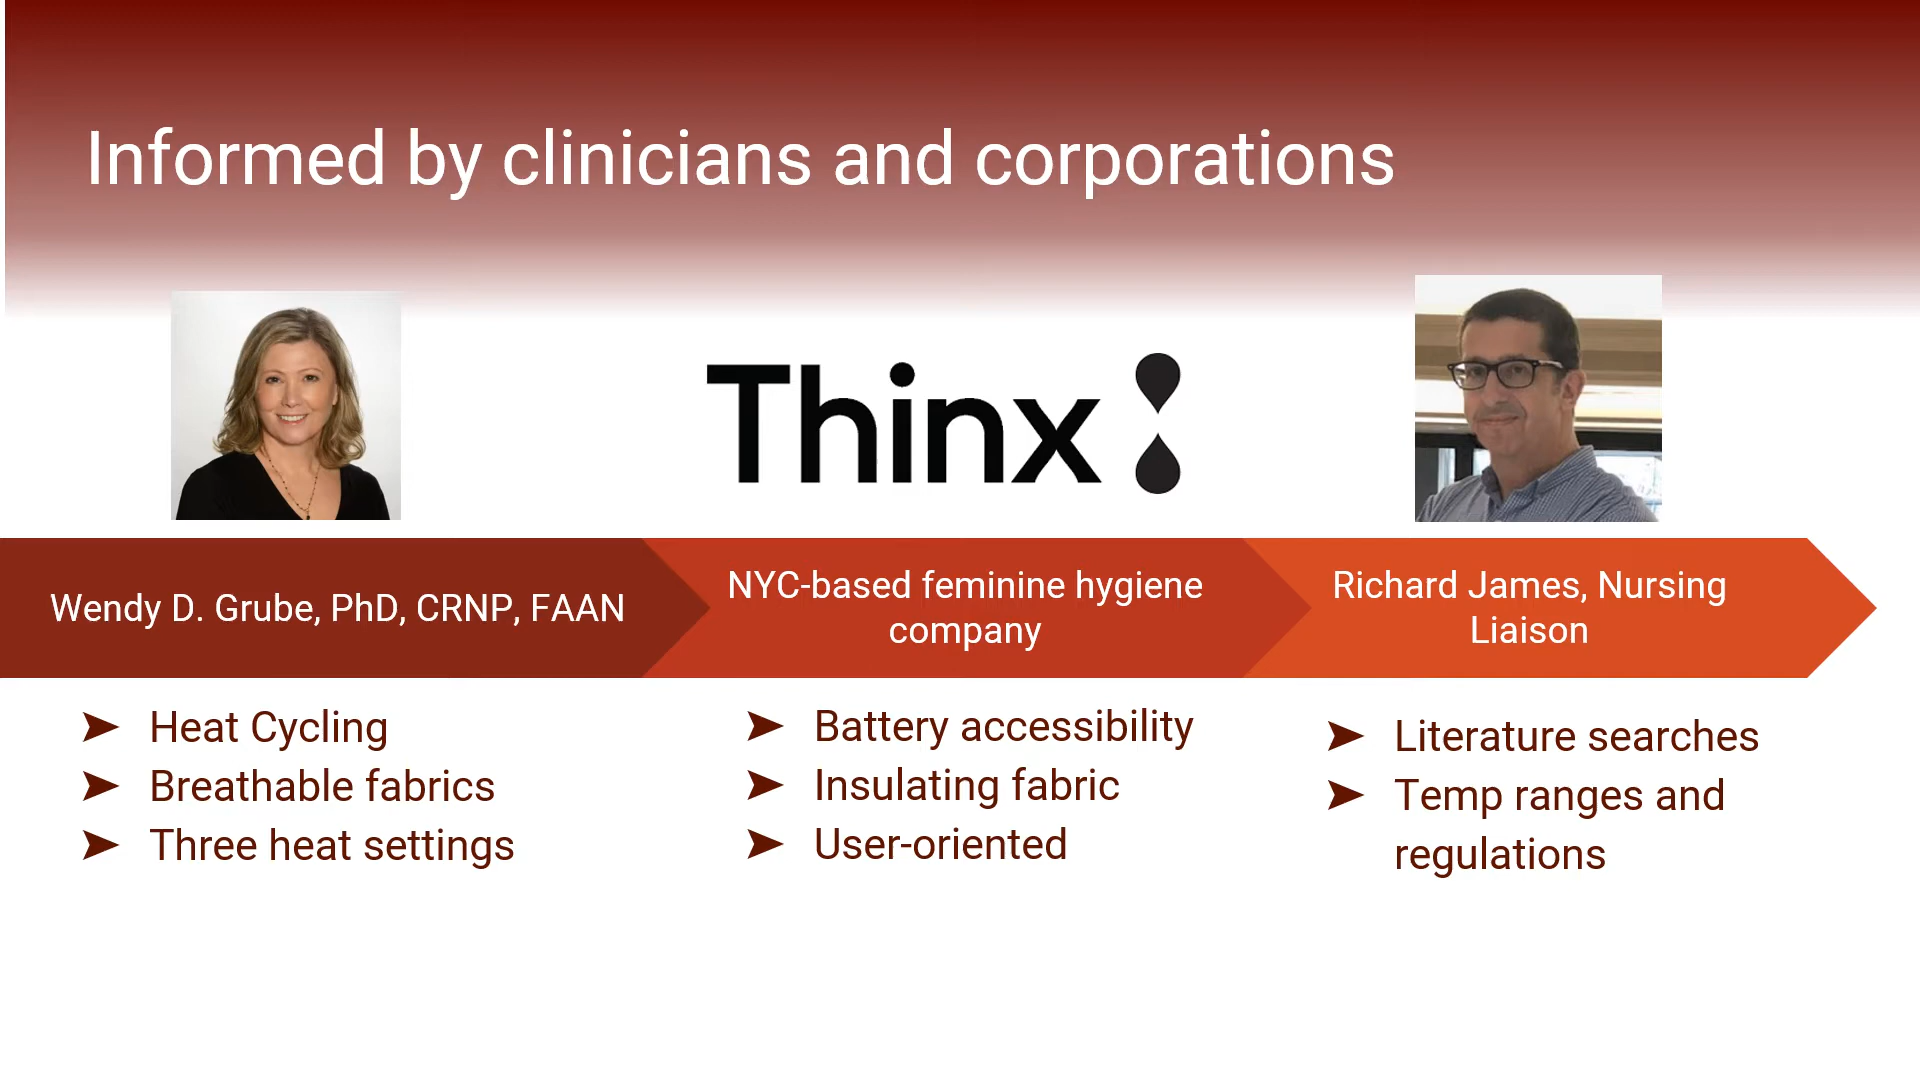 Informed by clinicians and corporations
Thinx
Wendy D. Grube, PhD, CRNP, FAAN
Heat Cycling
Breathable fabrics
Three heat settings
NYC-based feminine hygiene
company
Battery accessibility
Insulating fabric
User-oriented
Richard James, Nursing
Liaison
Literature searches
Temp ranges and
regulations